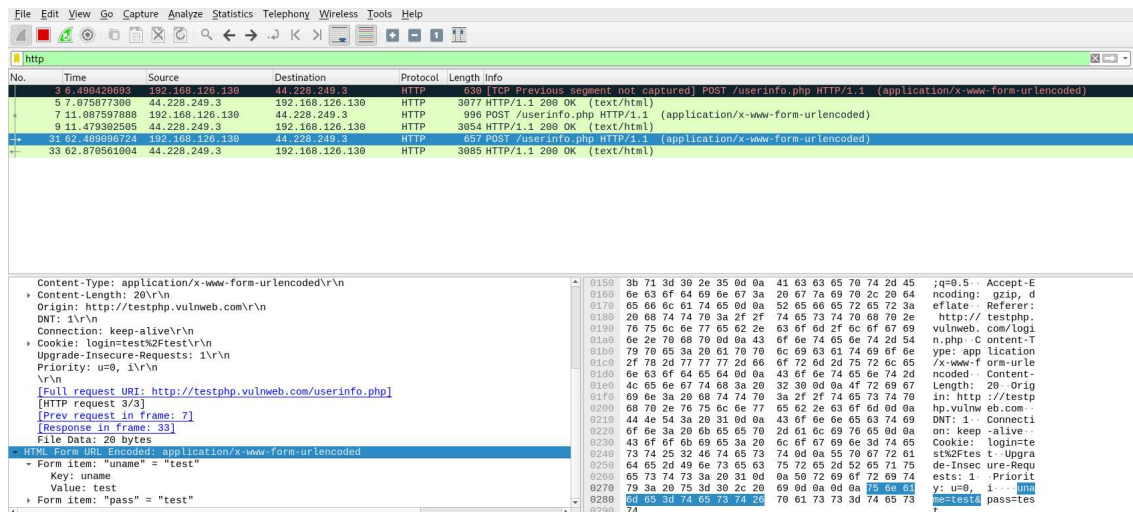 File Edit View Go Capture Analyze Statistics Telephony Wireless Tools Help
http
No. Time Source Destination Protocol Length Info
3 6.490420693 192.168.126.130 44.228.249.3 HTTP 630 [TCP Previous segment not captured] POST /userinfo.php HTTP/1.1 (application/x-www-form-urlencoded)
5 7.075877300 44.228.249.3 192.168.126.130 HTTP 3077 HTTP/1.1 200 OK (text/html)
7 11.087597888 192.168.126.130 44.228.249.3 HTTP 996 POST /userinfo.php HTTP/1.1 (application/x-www-form-urlencoded)
9 11.479302505 44.228.249.3 192.168.126.130 HTTP 3054 HTTP/1.1 200 OK (text/html)
31 62.489096724 192.168.126.130 44.228.249.3 HTTP 657 POST /userinfo.php HTTP/1.1 (application/x-www-form-urlencoded)
33 62.870561004 44.228.249.3 192.168.126.130 HTTP 3085 HTTP/1.1 200 OK (text/html)
Content-Type: application/x-www-form-urlencoded\r\n
Content-Length: 20\r\n
Origin: http://testphp.vulnweb.com\r\n
DNT: 1\r\n
Connection: keep-alive\r\n
Cookie: login=test%2Ftest\r\n
Upgrade-Insecure-Requests: 1\r\n
Priority: u=0, i\r\n
\r\n
[Full request URI: http://testphp.vulnweb.com/userinfo.php]
[HTTP request 3/3]
[Prev request in frame: 7]
[Response in frame: 33]
File Data: 20 bytes
HTML Form URL Encoded: application/x-www-form-urlencoded
Form item: "uname" = "test"
Key: uname
Value: test
Form item: "pass" = "test"
0150 3b 71 3d 30 2e 35 0d 0a 41 63 63 65 70 74 2d 45 ;q=0.5·· Accept-E
0160 6e 63 6f 64 69 6e 67 3a 20 67 7a 69 70 2c 20 64 ncoding: gzip, d
0170 65 66 6c 61 74 65 0d 0a 52 65 66 65 72 65 72 3a eflate·· Referer:
0180 20 68 74 74 70 3a 2f 2f 74 65 73 74 70 68 70 2e http:// testphp.
0190 76 75 6c 6e 77 65 62 2e 63 6f 6d 2f 6c 6f 67 69 vulnweb. com/logi
01a0 6e 2e 70 68 70 0d 0a 43 6f 6e 74 65 6e 74 2d 54 n.php··C ontent-T
01b0 79 70 65 3a 20 61 70 70 6c 69 63 61 74 69 6f 6e ype: app lication
01c0 2f 78 2d 77 77 77 2d 66 6f 72 6d 2d 75 72 6c 65 /x-www-f orm-urle
01d0 6e 63 6f 64 65 64 0d 0a 43 6f 6e 74 65 6e 74 2d ncoded·· Content-
01e0 4c 65 6e 67 74 68 3a 20 32 30 0d 0a 4f 72 69 67 Length: 20··Orig
01f0 69 6e 3a 20 68 74 74 70 3a 2f 2f 74 65 73 74 70 in: http ://testp
0200 68 70 2e 76 75 6c 6e 77 65 62 2e 63 6f 6d 0d 0a hp.vulnw eb.com··
0210 44 4e 54 3a 20 31 0d 0a 43 6f 6e 6e 65 63 74 69 DNT: 1·· Connecti
0220 6f 6e 3a 20 6b 65 65 70 2d 61 6c 69 76 65 0d 0a on: keep -alive··
0230 43 6f 6f 6b 69 65 3a 20 6c 6f 67 69 6e 3d 74 65 Cookie: login=te
0240 73 74 25 32 46 74 65 73 74 0d 0a 55 70 67 72 61 st%2Ftes t··Upgra
0250 64 65 2d 49 6e 73 65 63 75 72 65 2d 52 65 71 75 de-Insec ure-Requ
0260 65 73 74 73 3a 20 31 0d 0a 50 72 69 6f 72 69 74 ests: 1· ·Priorit
0270 79 3a 20 75 3d 30 2c 20 69 0d 0a 0d 0a 75 6e 61 y: u=0, i····una
0280 6d 65 3d 74 65 73 74 26 70 61 73 73 3d 74 65 73 me=test& pass=tes
0290 74 t